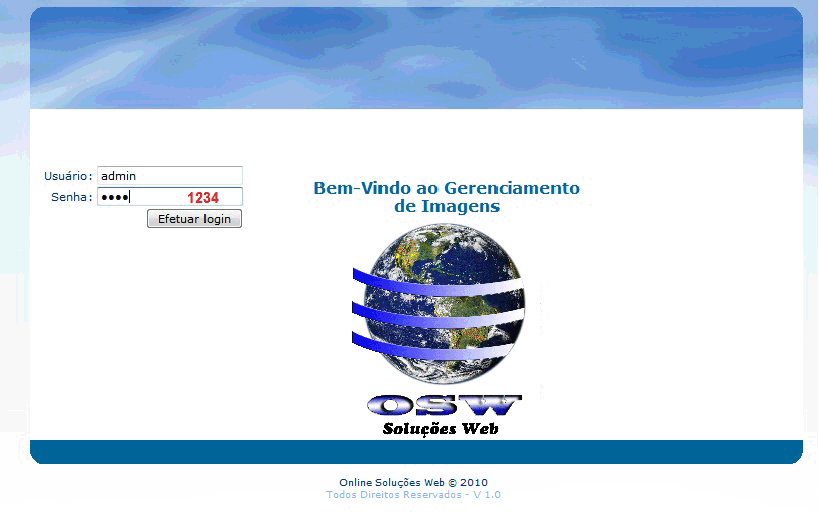 Usuário: admin
Senha: •••• 1234
Efetuar login
Bem-Vindo ao Gerenciamento
de Imagens
OSW
Soluções Web
Online Soluções Web © 2010
Todos Direitos Reservados - V 1.0